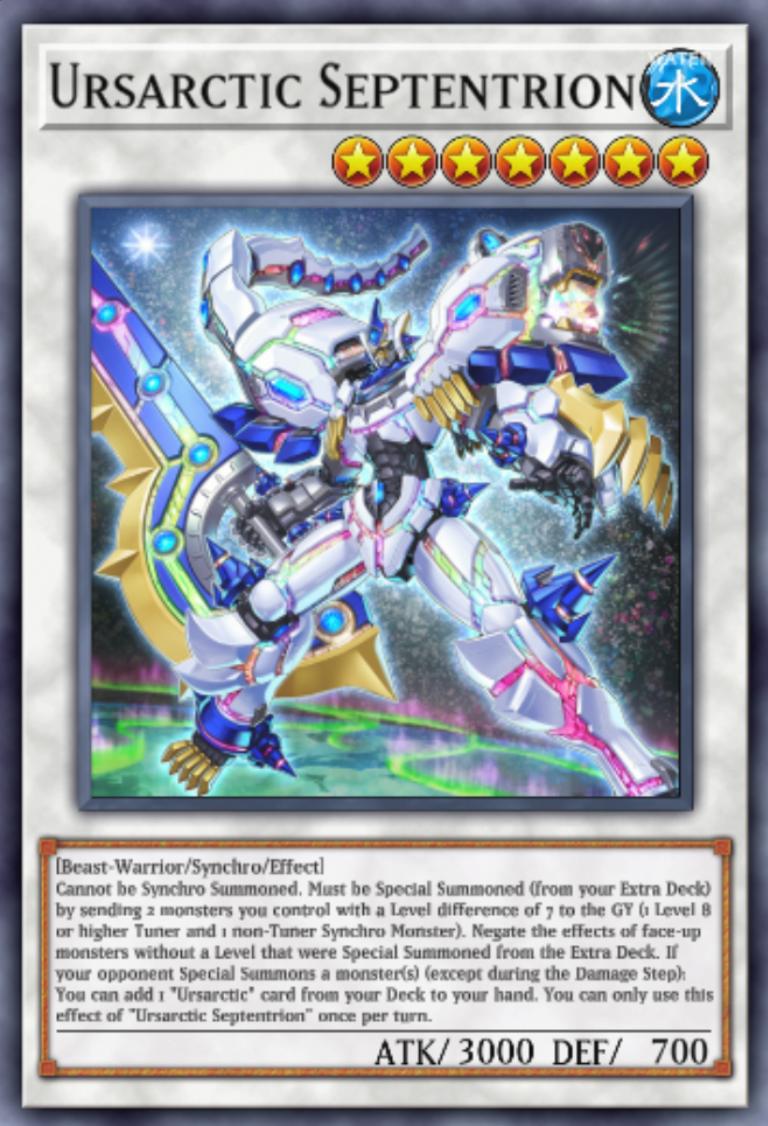 URSARCTIC SEPTENTRION
WATER
水
[Beast-Warrior/Synchro/Effect]
Cannot be Synchro Summoned. Must be Special Summoned (from your Extra Deck)
by sending 2 monsters you control with a Level difference of 7 to the GY (1 Level 8
or higher Tuner and 1 non-Tuner Synchro Monster). Negate the effects of face-up
monsters without a Level that were Special Summoned from the Extra Deck. If
your opponent Special Summons a monster(s) (except during the Damage Step):
You can add 1 "Ursarctic" card from your Deck to your hand. You can only use this
effect of "Ursarctic Septentrion" once per turn.
ATK/ 3000 DEF/ 700